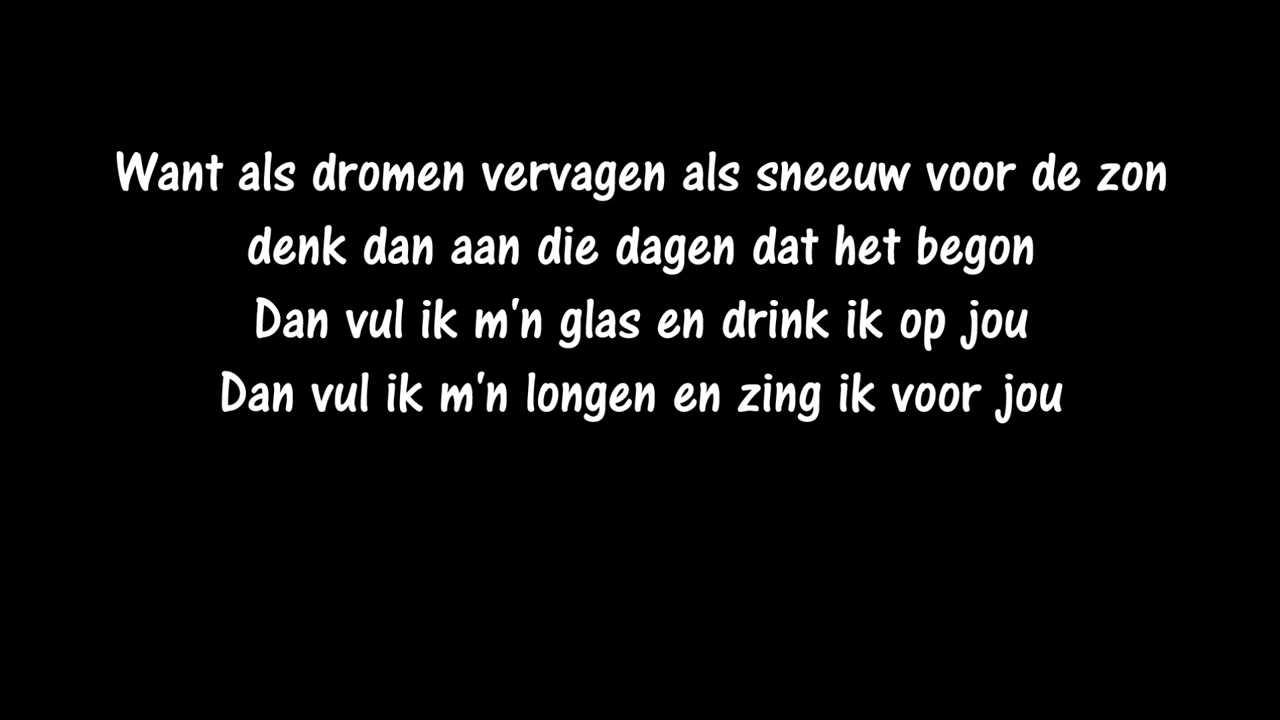 Want als dromen vervagen als sneeuw voor de zon
denk dan aan die dagen dat het begon
Dan vul ik m'n glas en drink ik op jou
Dan vul ik m'n longen en zing ik voor jou